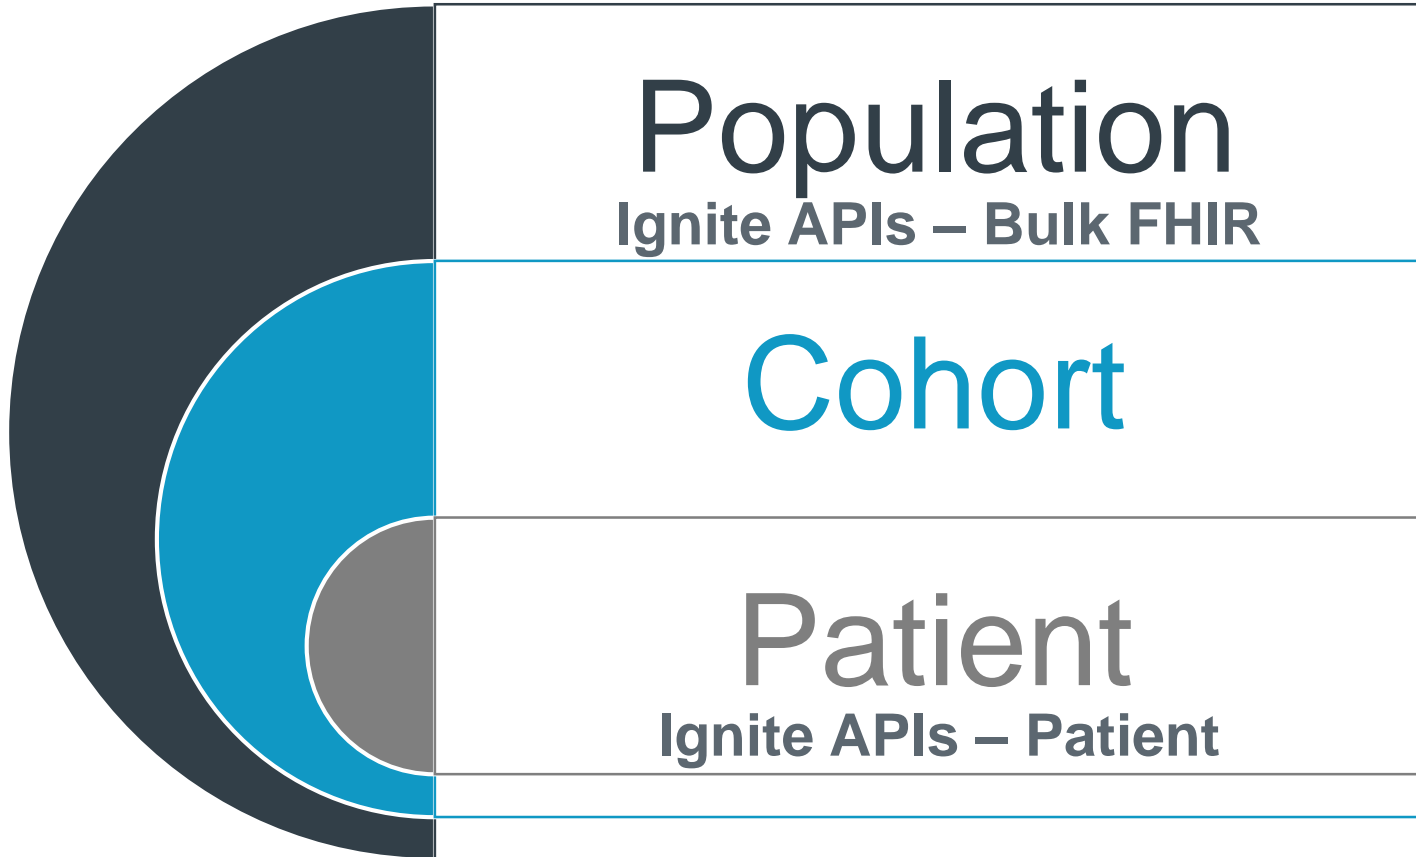 Population
Ignite APIs – Bulk FHIR
Cohort
Patient
Ignite APIs – Patient